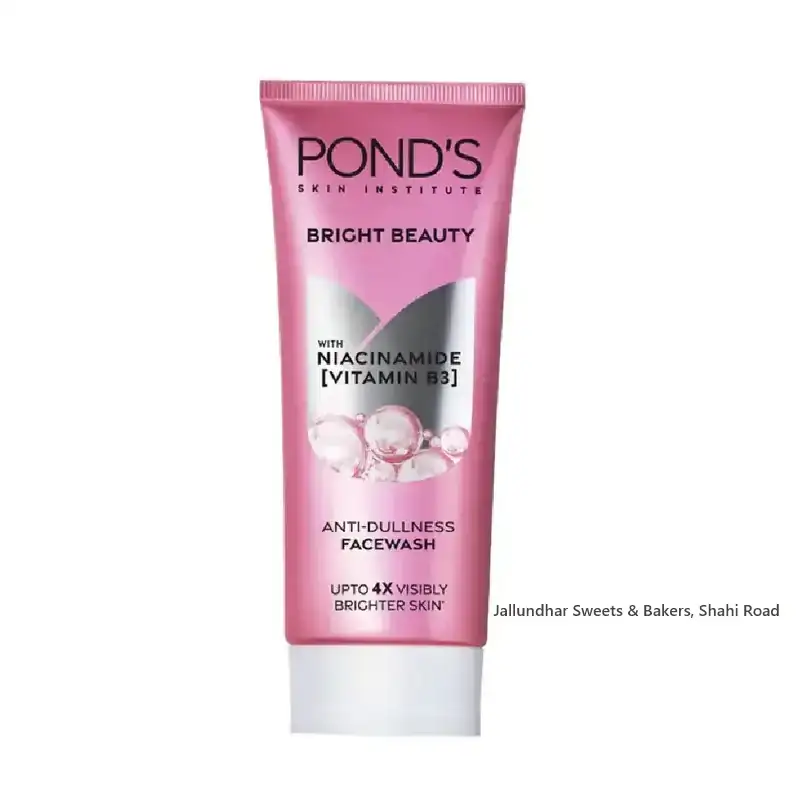 POND'S
SKIN INSTITUTE
BRIGHT BEAUTY
WITH
NIACINAMIDE
[VITAMIN B3]
ANTI-DULLNESS
FACEWASH
UPTO 4X VISIBLY
BRIGHTER SKIN*
Jallundhar Sweets & Bakers, Shahi Road